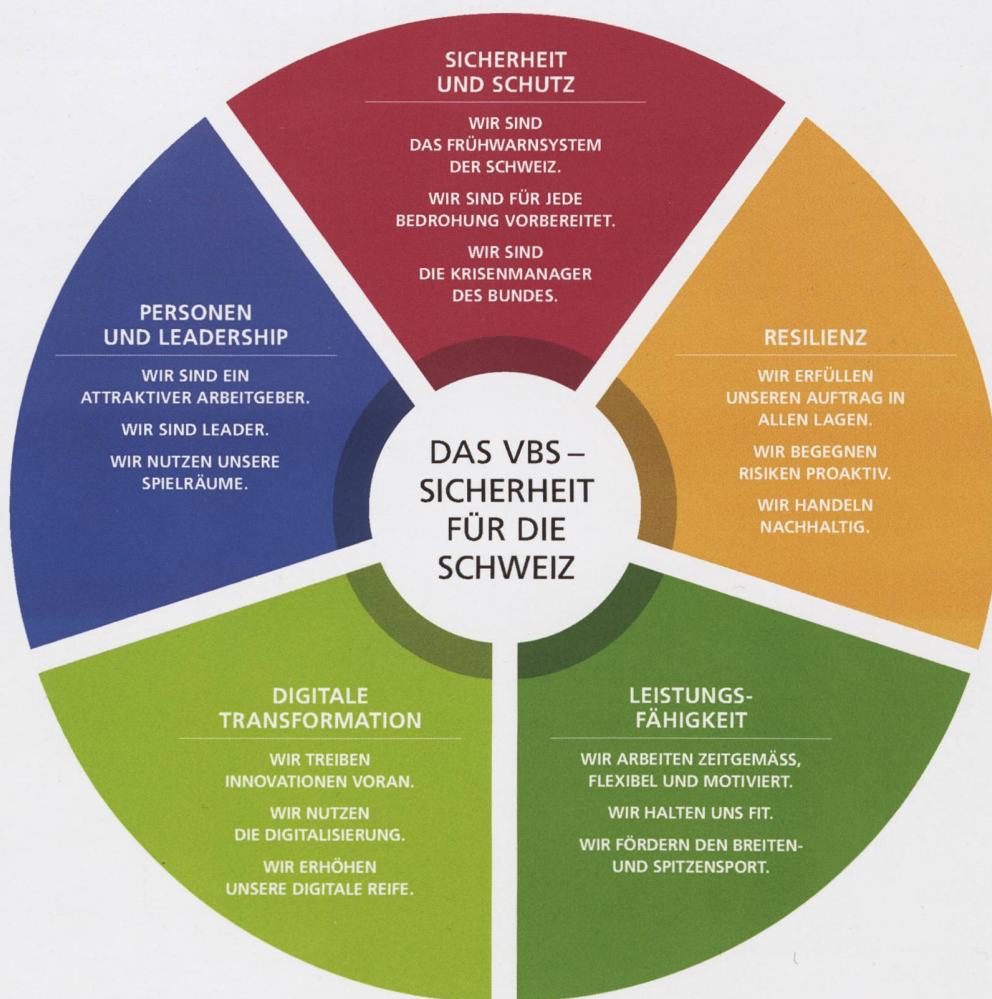 SICHERHEIT
UND SCHUTZ
WIR SIND
DAS FRÜHWARNSYSTEM
DER SCHWEIZ.
WIR SIND FÜR JEDE
BEDROHUNG VORBEREITET.
WIR SIND
DIE KRISENMANAGER
DES BUNDES.
RESILIENZ
WIR ERFÜLLEN
UNSEREN AUFTRAG IN
ALLEN LAGEN.
WIR BEGEGNEN
RISIKEN PROAKTIV.
WIR HANDELN
NACHHALTIG.
LEISTUNGS-
FÄHIGKEIT
WIR ARBEITEN ZEITGEMÄSS,
FLEXIBEL UND MOTIVIERT.
WIR HALTEN UNS FIT.
WIR FÖRDERN DEN BREITEN-
UND SPITZENSPORT.
DIGITALE
TRANSFORMATION
WIR TREIBEN
INNOVATIONEN VORAN.
WIR NUTZEN
DIE DIGITALISIERUNG.
WIR ERHÖHEN
UNSERE DIGITALE REIFE.
PERSONEN
UND LEADERSHIP
WIR SIND EIN
ATTRAKTIVER ARBEITGEBER.
WIR SIND LEADER.
WIR NUTZEN UNSERE
SPIELRÄUME.
DAS VBS –
SICHERHEIT
FÜR DIE
SCHWEIZ